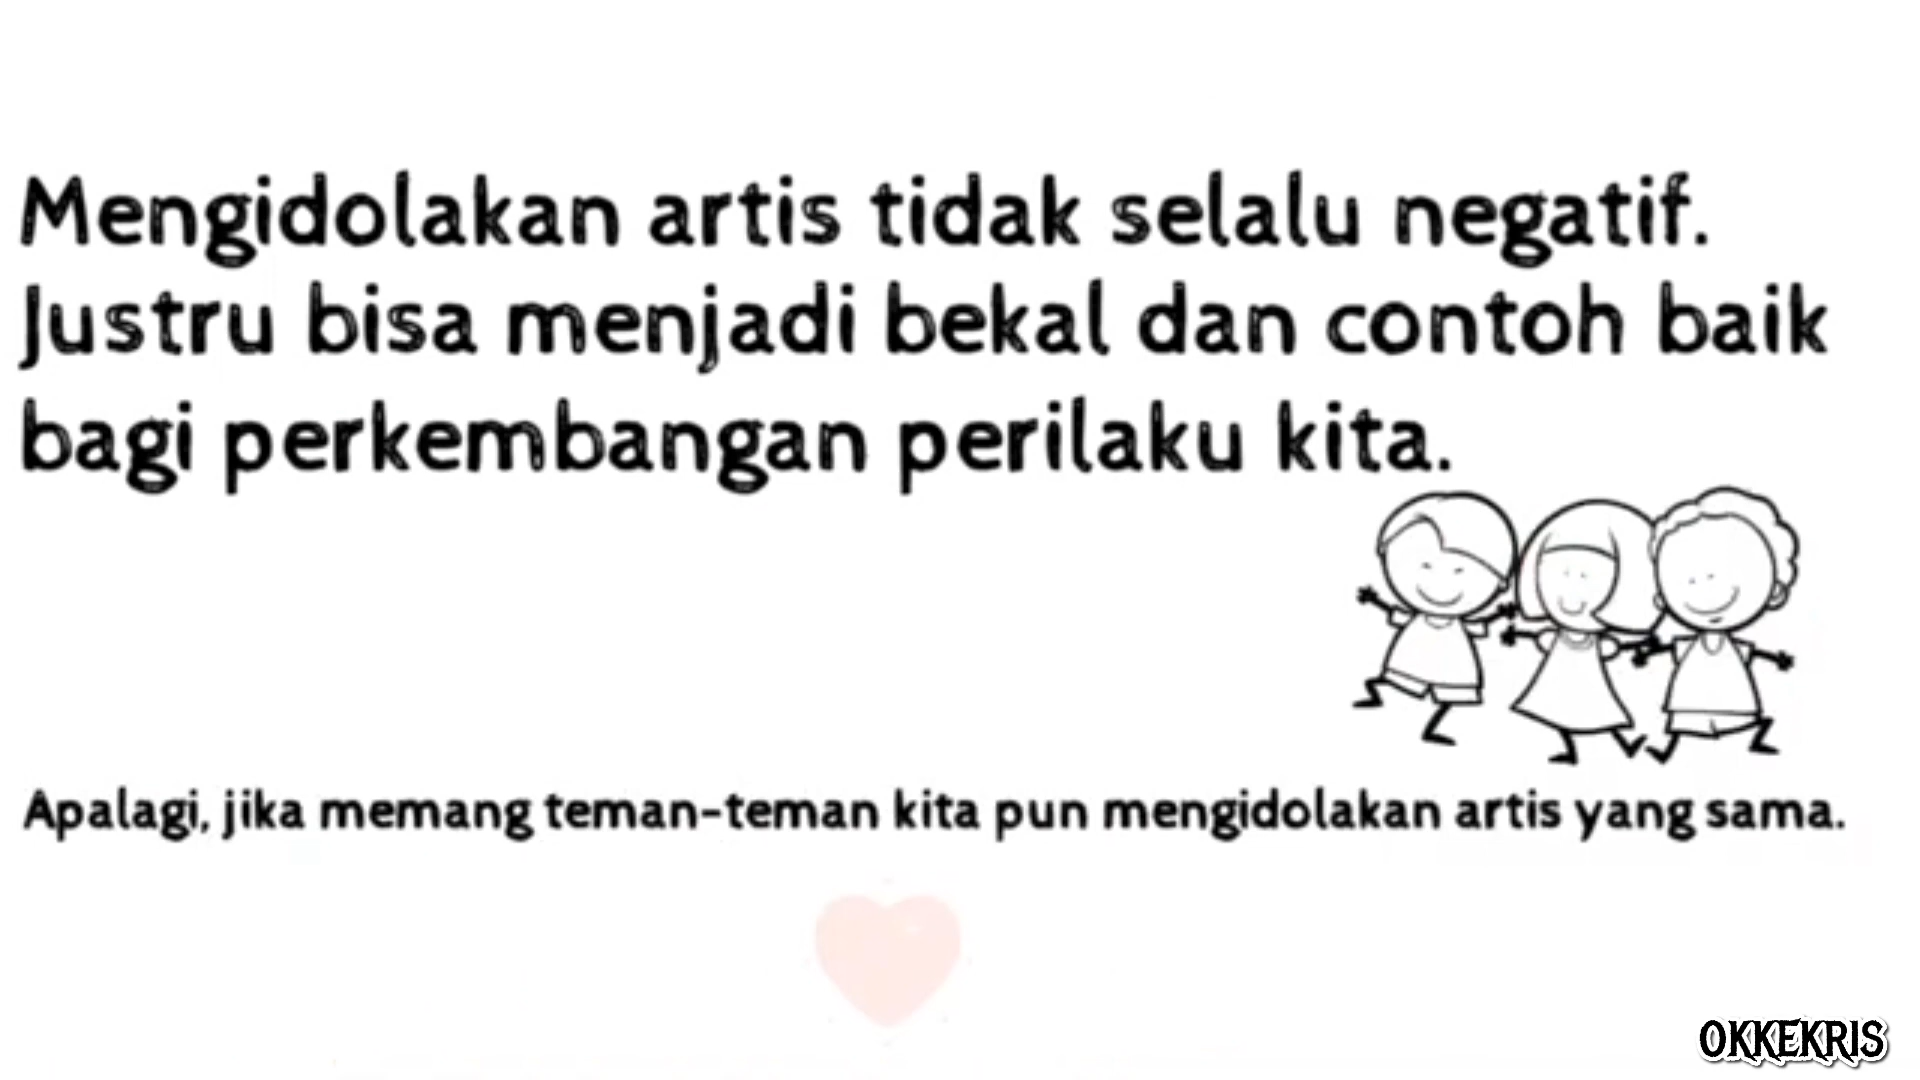 Mengidolakan artis tidak selalu negatif.
Justru bisa menjadi bekal dan contoh baik
bagi perkembangan perilaku kita.
Apalagi, jika memang teman-teman kita pun mengidolakan artis yang sama.
OKKEKRIS